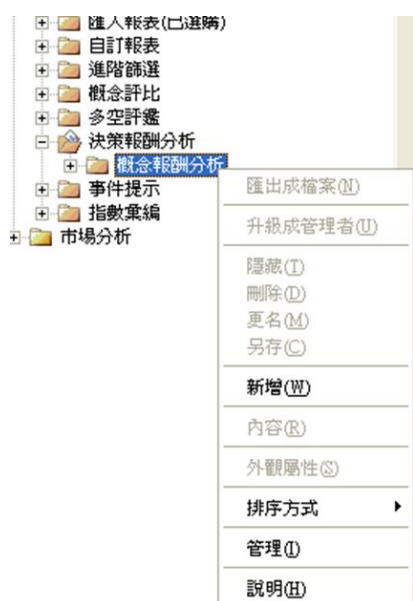 匯入報表(已選購)
自訂報表
進階篩選
概念評比
多空評鑑
決策報酬分析
概念報酬分析
事件提示
指數彙編
市場分析
匯出成檔案(N)
升級成管理者(U)
隱藏(T)
刪除(D)
更名(M)
另存(C)
新增(W)
內容(R)
外觀屬性(S)
排序方式
管理(I)
說明(H)